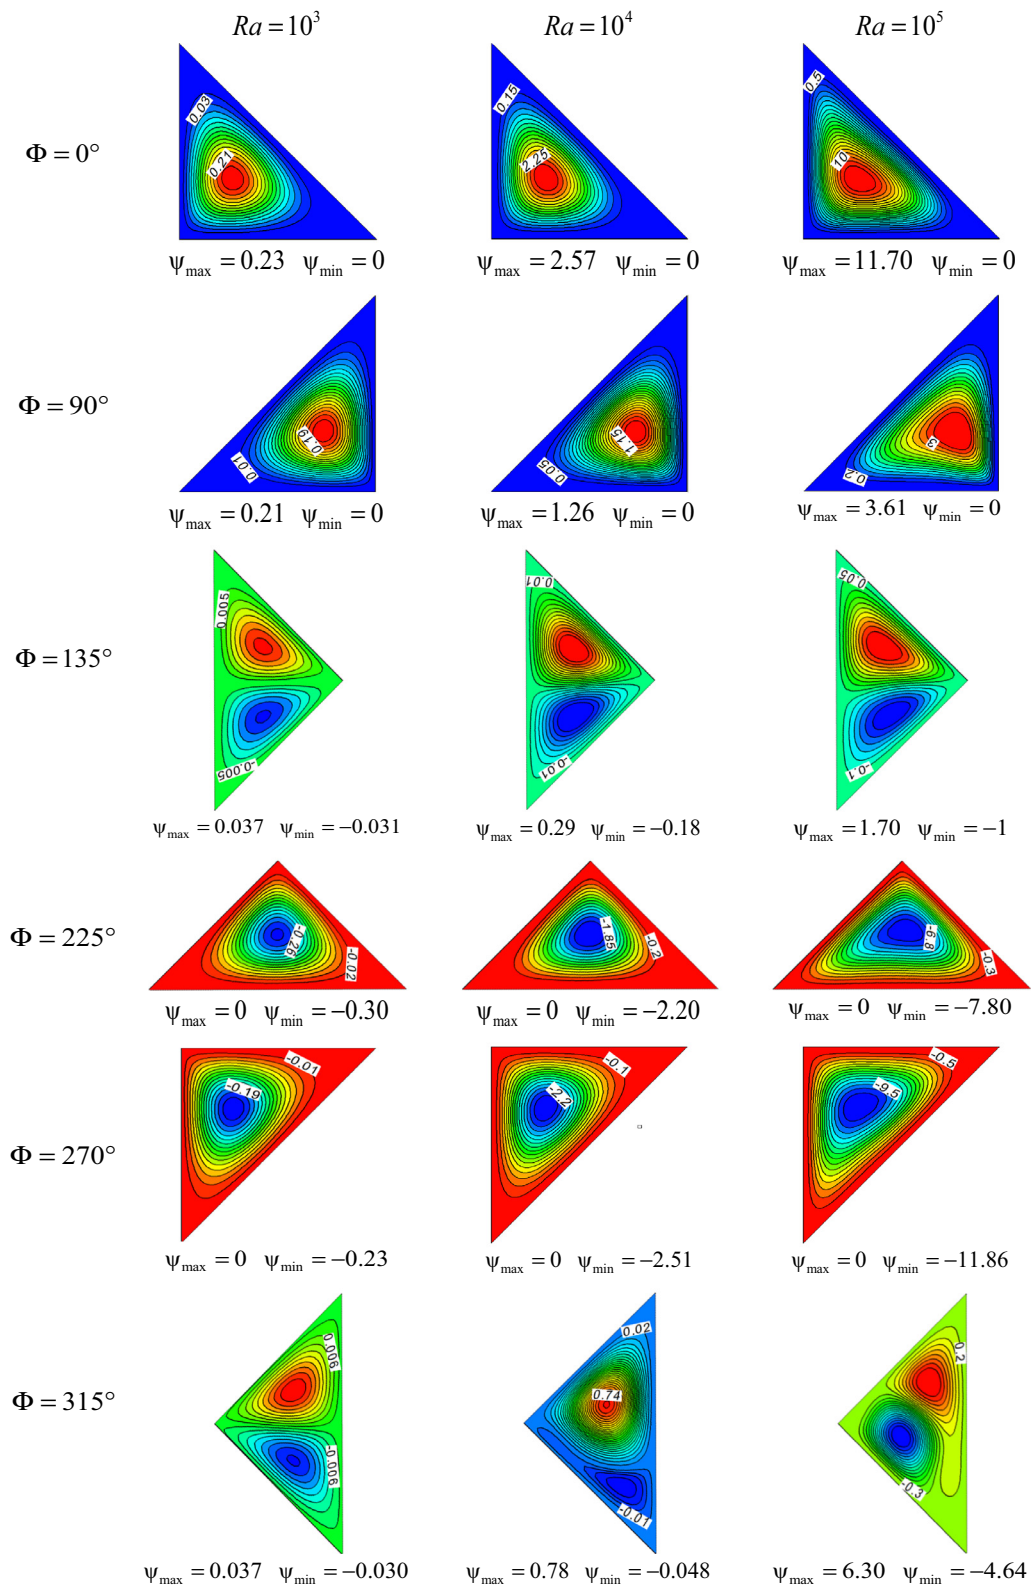 Ra = 10³ Ra = 10⁴ Ra = 10⁵
0.03 0.15 0.5
Φ = 0°
0.21 2.25 10
ψmax = 0.23 ψmin = 0 ψmax = 2.57 ψmin = 0 ψmax = 11.70 ψmin = 0
Φ = 90°
0.19 1.15 3
0.01 0.05 0.2
ψmax = 0.21 ψmin = 0 ψmax = 1.26 ψmin = 0 ψmax = 3.61 ψmin = 0
0.005 0.01 0.05
Φ = 135°
-0.005 -0.01 -0.1
ψmax = 0.037 ψmin = −0.031 ψmax = 0.29 ψmin = −0.18 ψmax = 1.70 ψmin = −1
Φ = 225°
-0.26 -1.85 -6.8
-0.02 -0.2 -0.3
ψmax = 0 ψmin = −0.30 ψmax = 0 ψmin = −2.20 ψmax = 0 ψmin = −7.80
-0.01 -0.1 -0.5
-0.19 -2.2 -9.5
Φ = 270°
ψmax = 0 ψmin = −0.23 ψmax = 0 ψmin = −2.51 ψmax = 0 ψmin = −11.86
0.006 0.02 0.2
Φ = 315°
0.74
-0.006 -0.01 -0.3
ψmax = 0.037 ψmin = −0.030 ψmax = 0.78 ψmin = −0.048 ψmax = 6.30 ψmin = −4.64